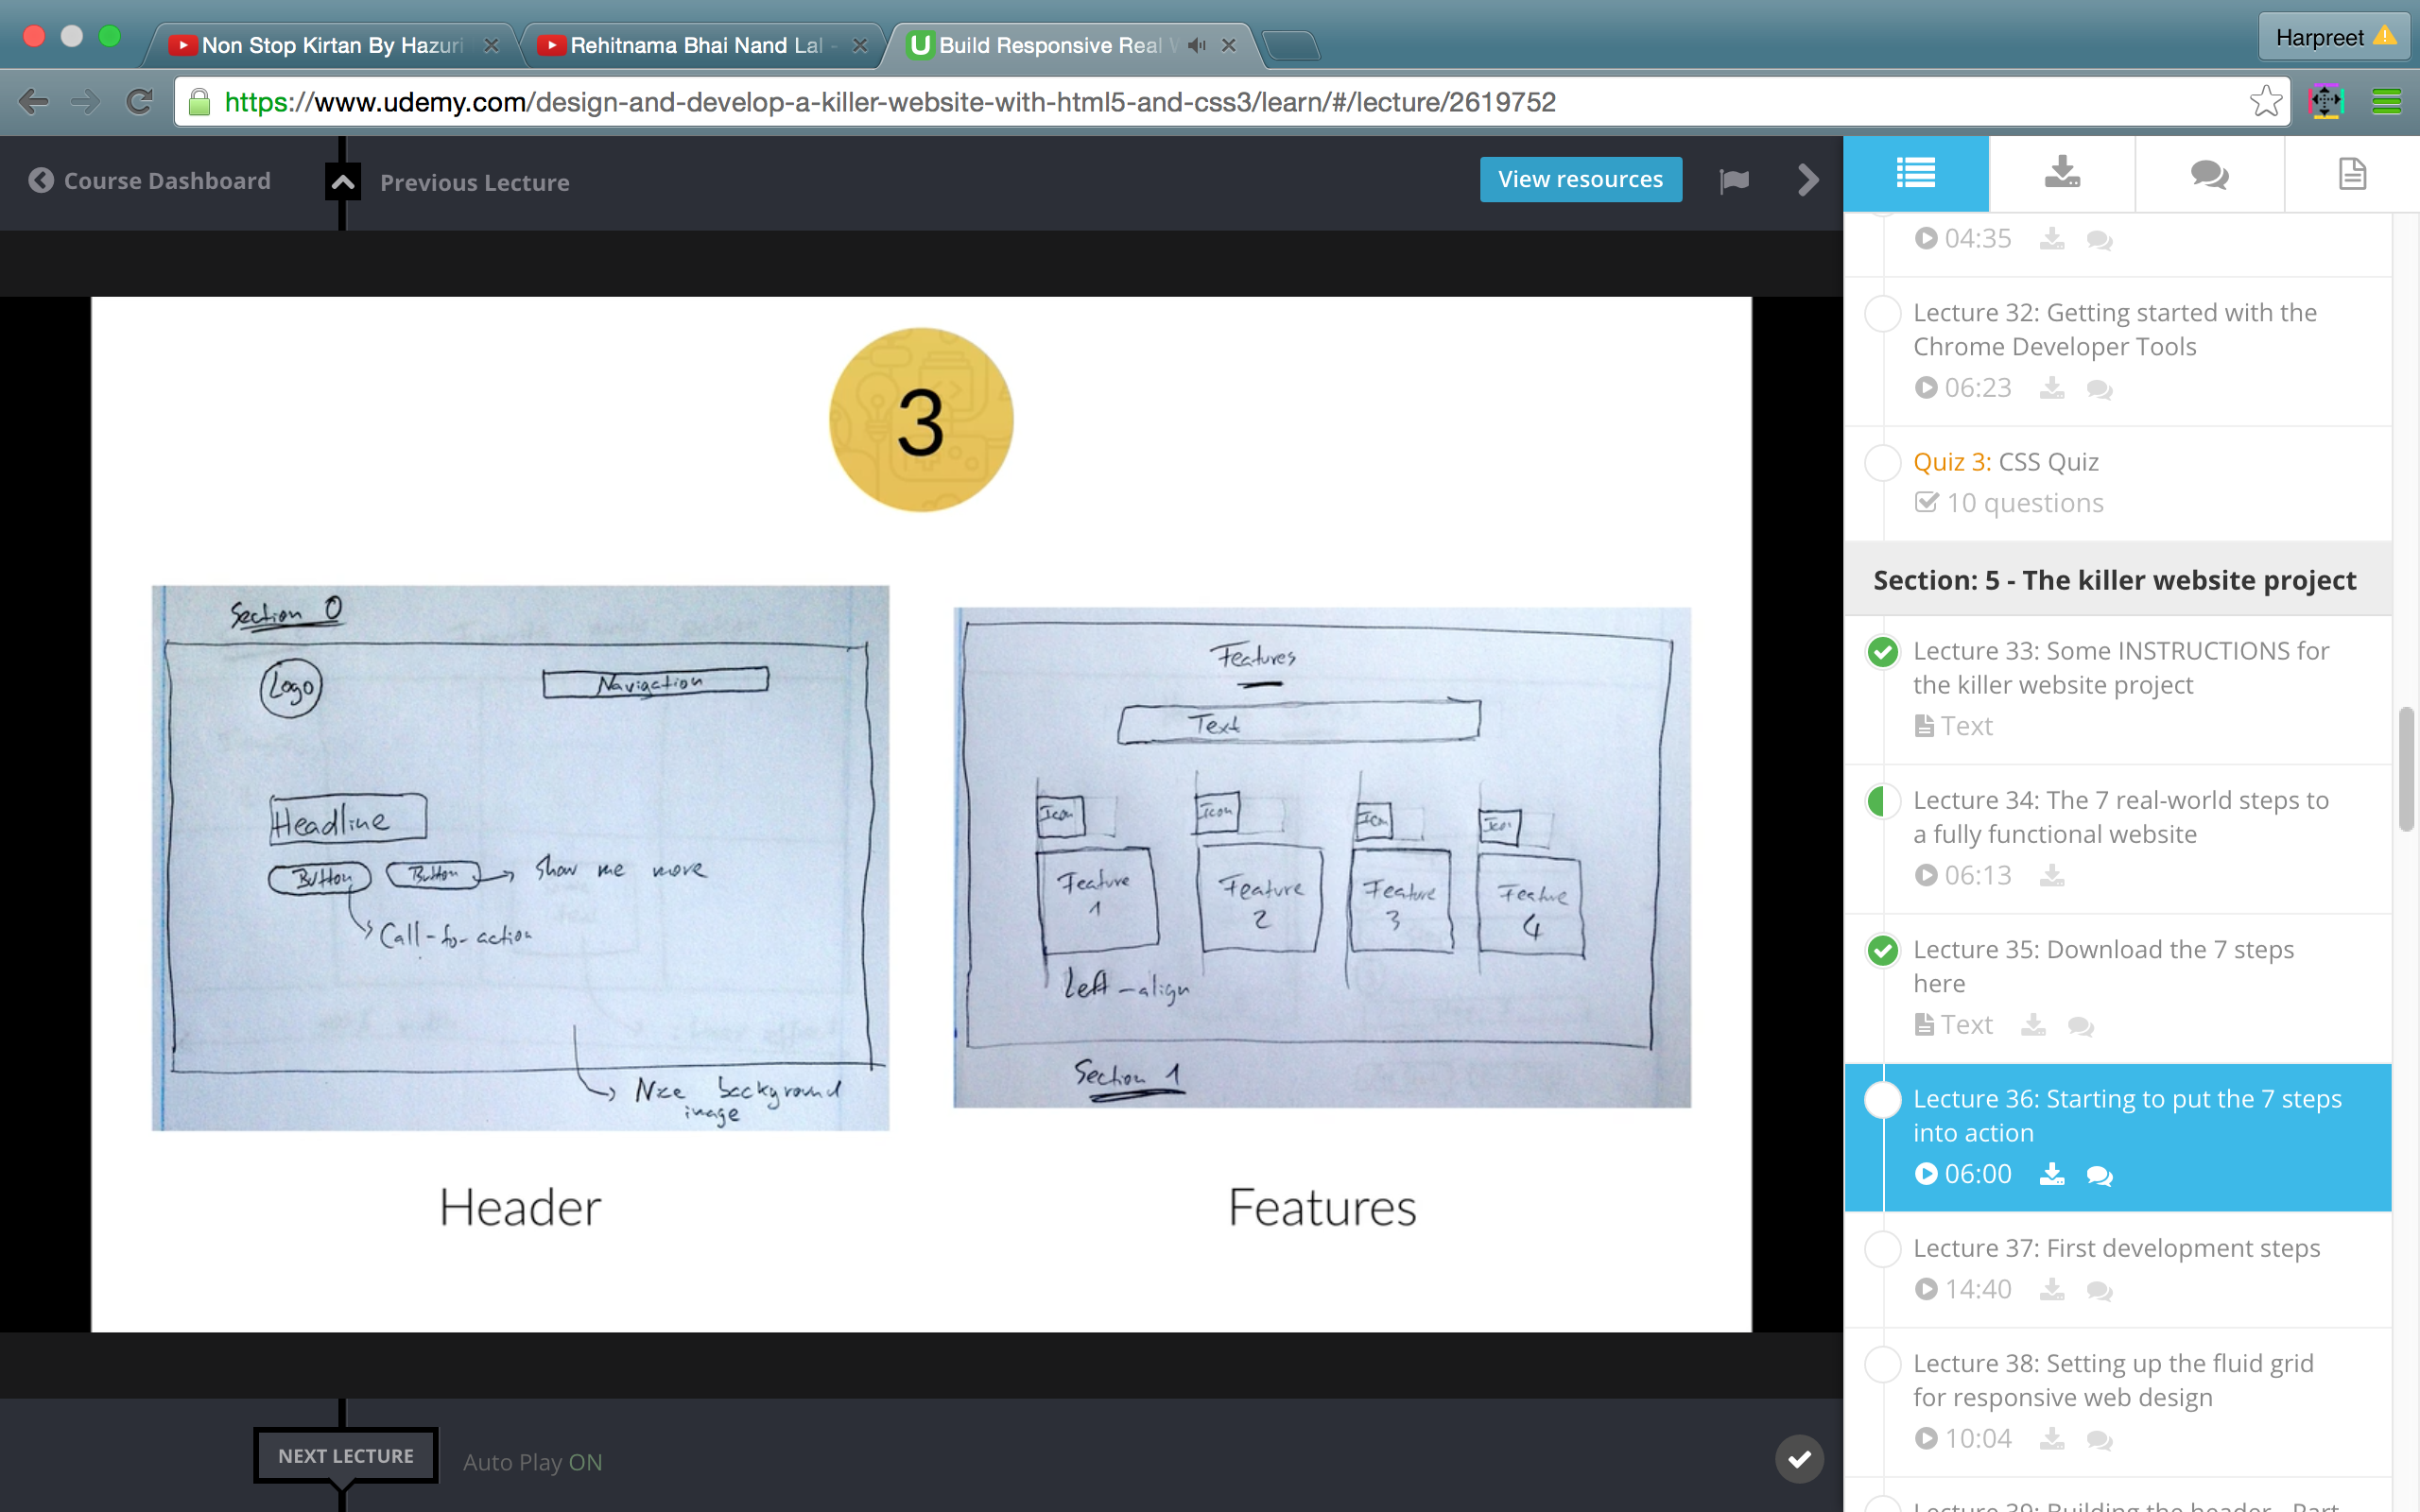 Non Stop Kirtan By Hazuri
Rehitnama Bhai Nand Lal -
Build Responsive Real W
Harpreet
https://www.udemy.com/design-and-develop-a-killer-website-with-html5-and-css3/learn/#/lecture/2619752
Course Dashboard
Previous Lecture
View resources
3
Section 0
Logo
Navigation
Headline
Button
Button
Show me more
Call-to-action
Nice background
image
Header
Features
Text
Icon
Icon
Icon
Icon
Feature
1
Feature
2
Feature
3
Feature
4
Left-align
Section 1
Features
NEXT LECTURE
Auto Play ON
04:35
Lecture 32: Getting started with the
Chrome Developer Tools
06:23
Quiz 3: CSS Quiz
10 questions
Section: 5 - The killer website project
Lecture 33: Some INSTRUCTIONS for
the killer website project
Text
Lecture 34: The 7 real-world steps to
a fully functional website
06:13
Lecture 35: Download the 7 steps
here
Text
Lecture 36: Starting to put the 7 steps
into action
06:00
Lecture 37: First development steps
14:40
Lecture 38: Setting up the fluid grid
for responsive web design
10:04
Lecture 39: Building the header - Part